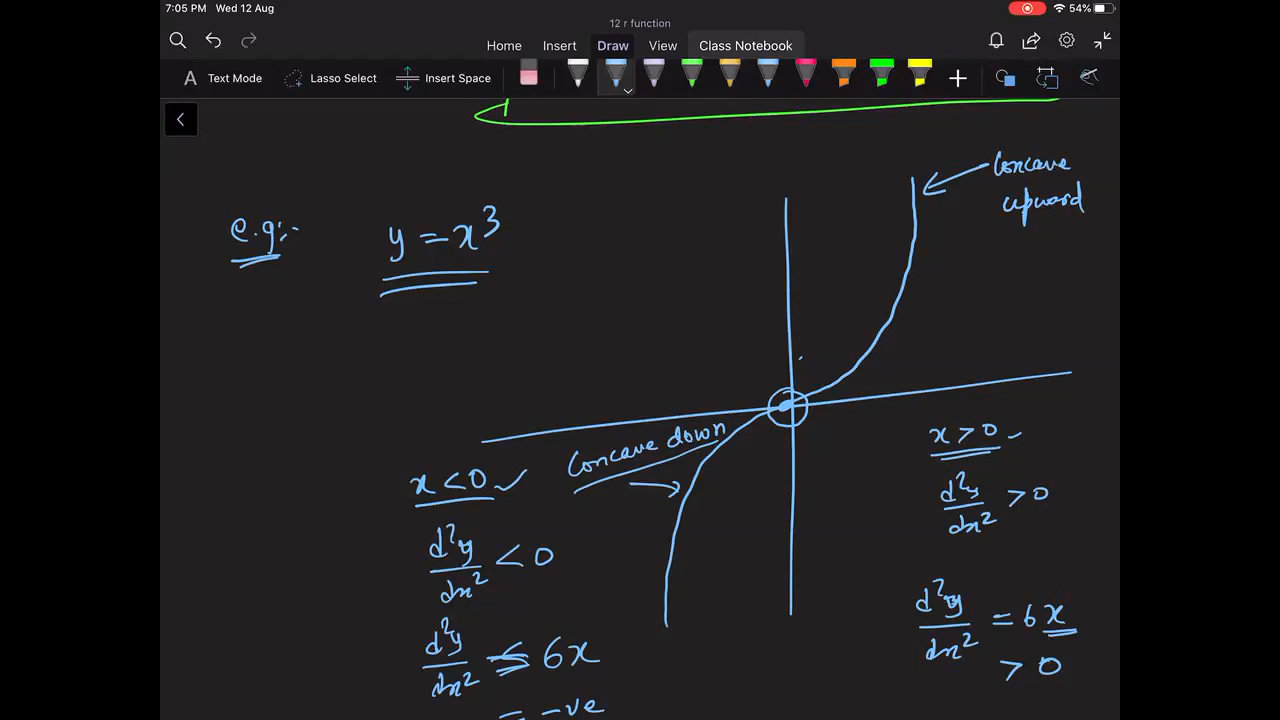 7:05 PM Wed 12 Aug
54%
12 r function
Home Insert Draw View Class Notebook
A Text Mode Lasso Select Insert Space
Concave
upward
e.g:-
y = x³
x > 0
Concave down
x < 0
d²y/dx² > 0
d²y/dx² < 0
d²y/dx² = 6x
> 0
d²y/dx² = 6x
= -ve